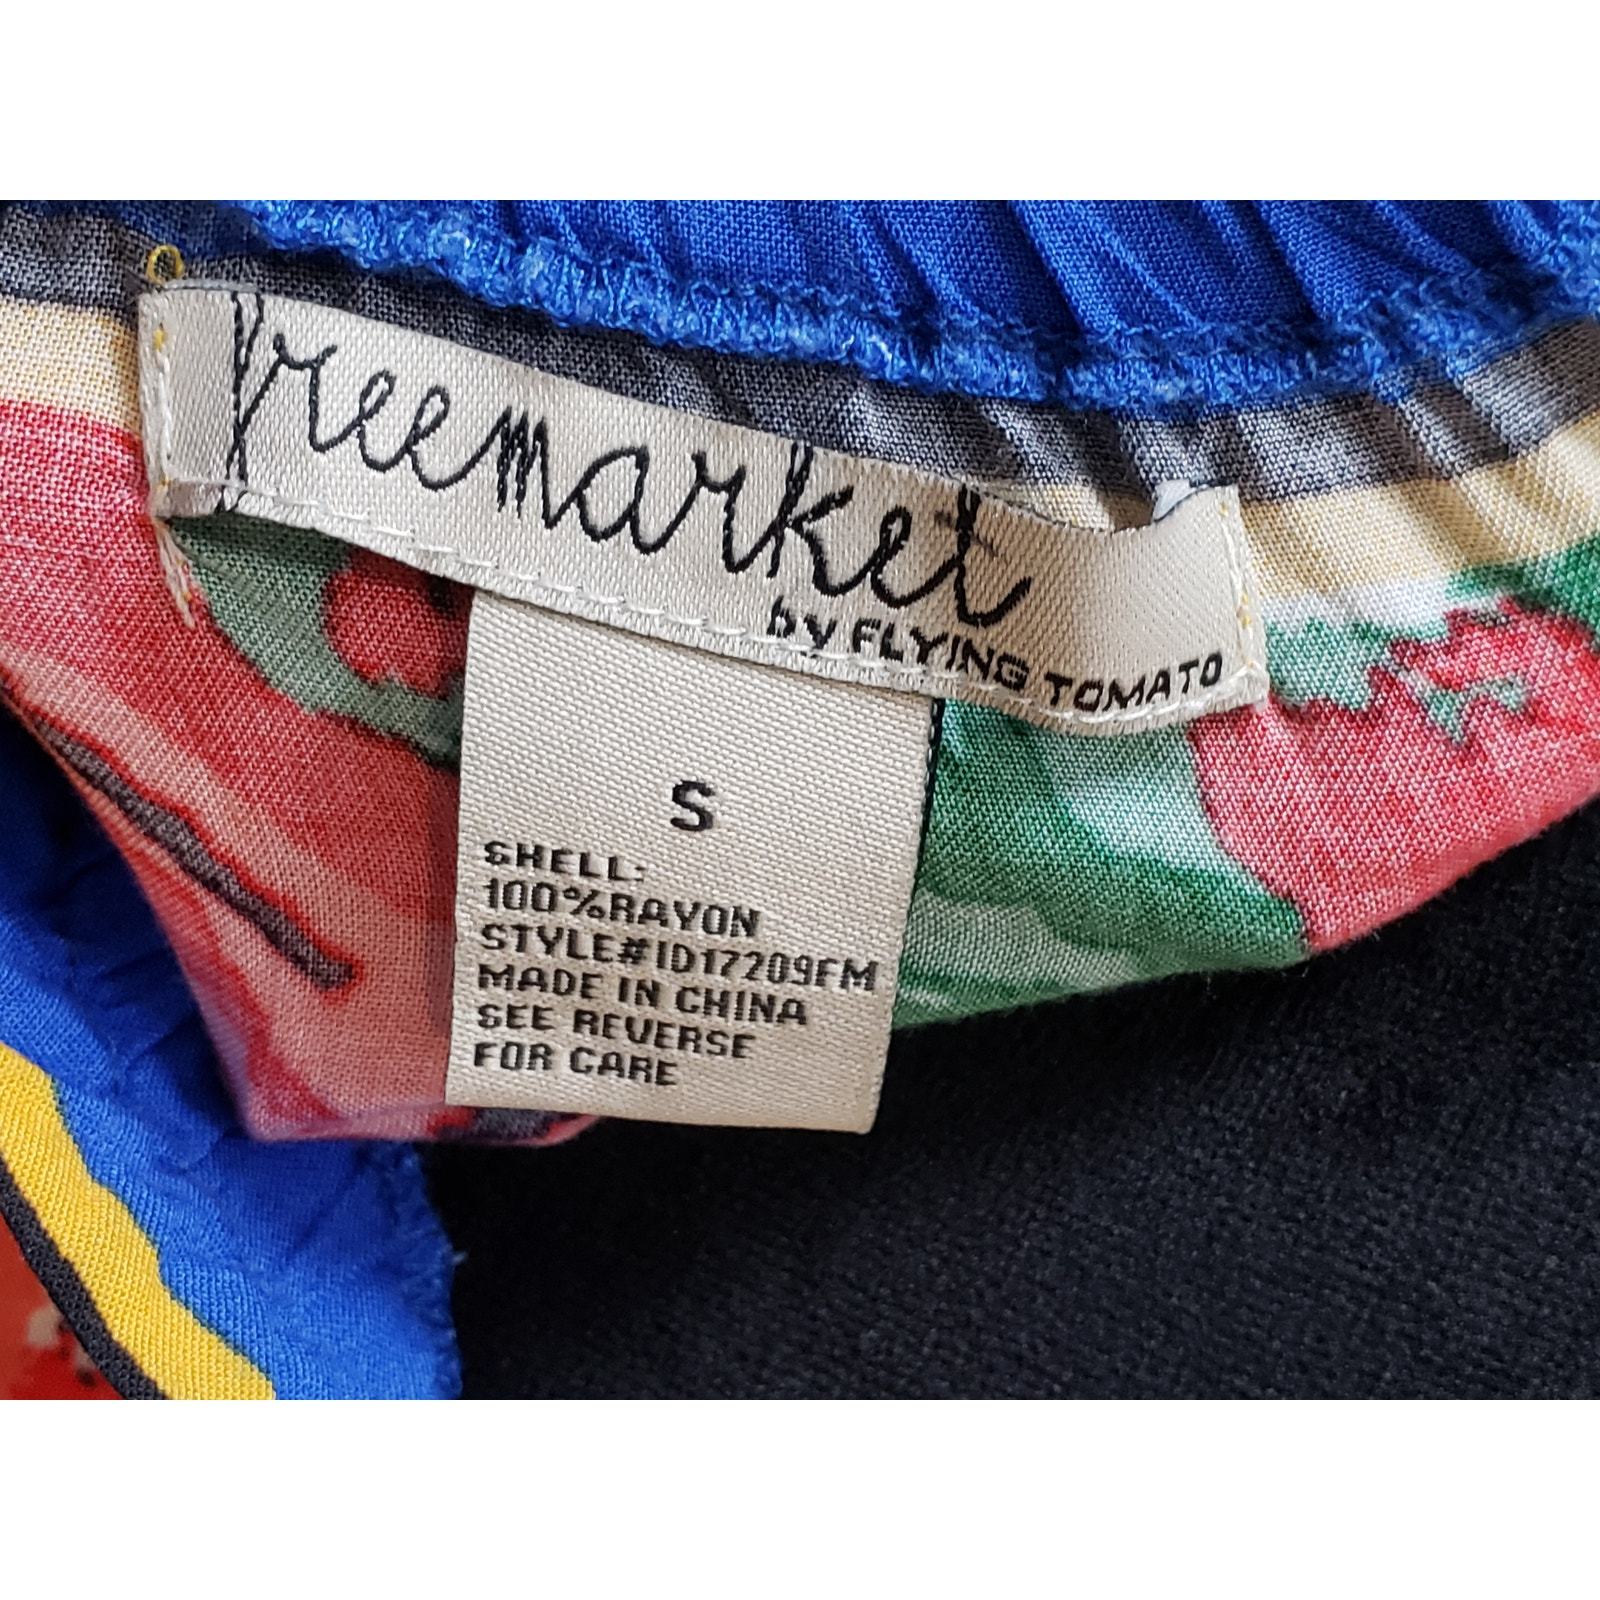 freemarket
by FLYING TOMATO
S
SHELL:
100%RAYON
STYLE#ID17209FM
MADE IN CHINA
SEE REVERSE
FOR CARE